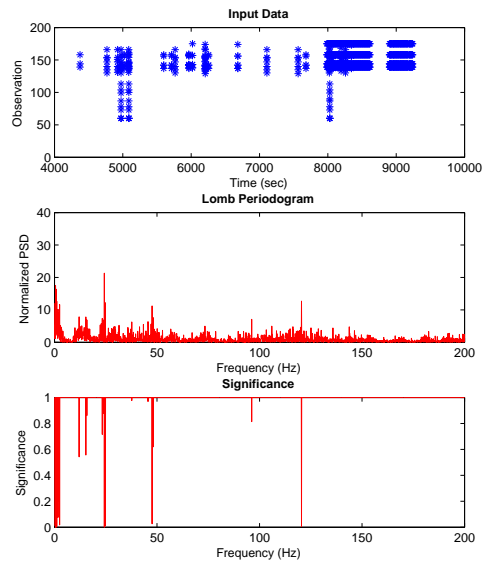 Input Data
200
150
100
50
0
Observation
4000 5000 6000 7000 8000 9000 10000
Time (sec)
Lomb Periodogram
40
30
20
10
0
Normalized PSD
0 50 100 150 200
Frequency (Hz)
Significance
1
0.8
0.6
0.4
0.2
0
Significance
0 50 100 150 200
Frequency (Hz)